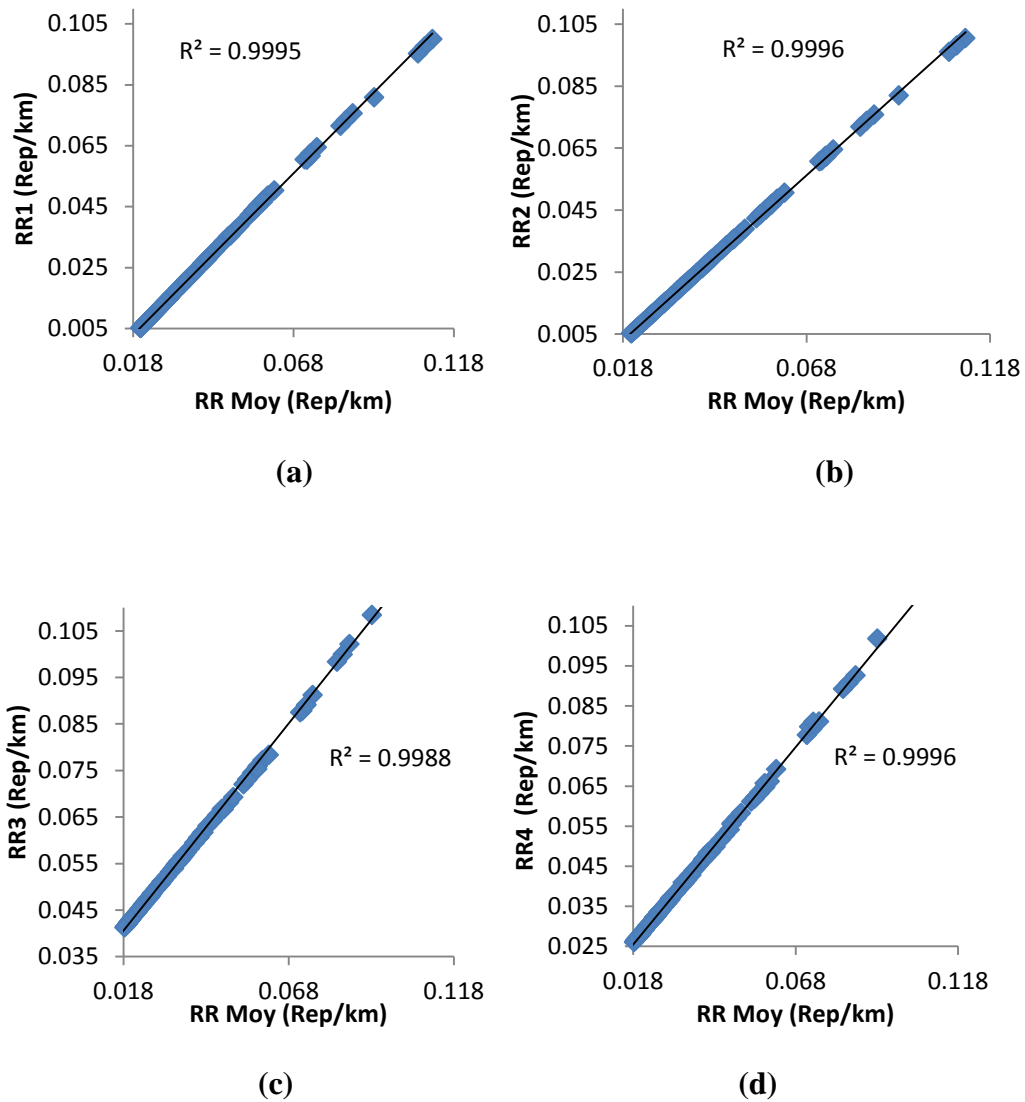 R² = 0.9995
RR1 (Rep/km)
0.105
0.085
0.065
0.045
0.025
0.005
0.018 0.068 0.118
RR Moy (Rep/km)
(a)
R² = 0.9996
RR2 (Rep/km)
0.105
0.085
0.065
0.045
0.025
0.005
0.018 0.068 0.118
RR Moy (Rep/km)
(b)
R² = 0.9988
RR3 (Rep/km)
0.105
0.095
0.085
0.075
0.065
0.055
0.045
0.035
0.018 0.068 0.118
RR Moy (Rep/km)
(c)
R² = 0.9996
RR4 (Rep/km)
0.105
0.095
0.085
0.075
0.065
0.055
0.045
0.035
0.025
0.018 0.068 0.118
RR Moy (Rep/km)
(d)